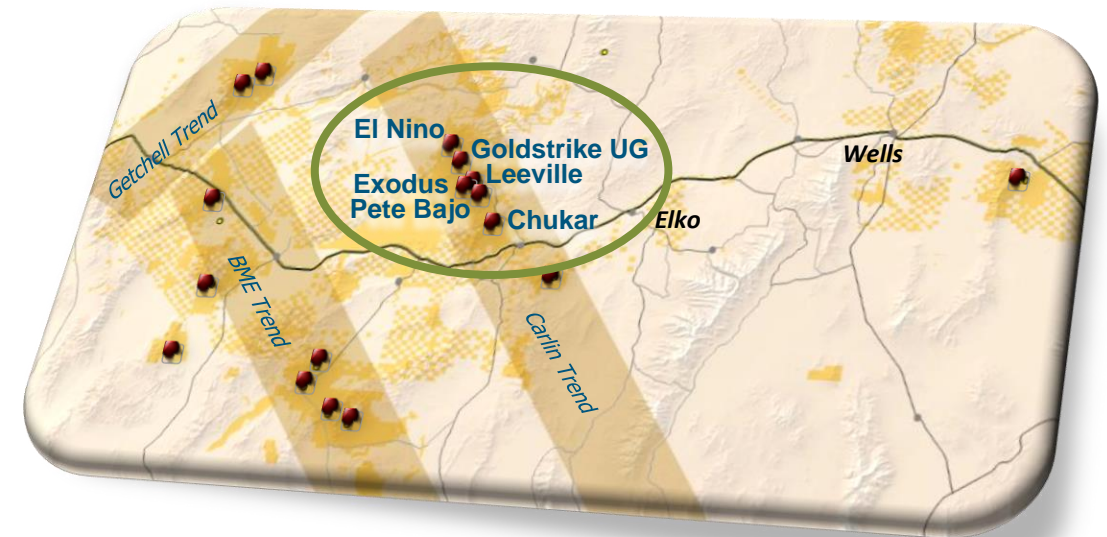 Getchell Trend
El Nino
Goldstrike UG
Leeville
Exodus
Pete Bajo
Chukar
Wells
Elko
BME Trend
Carlin Trend